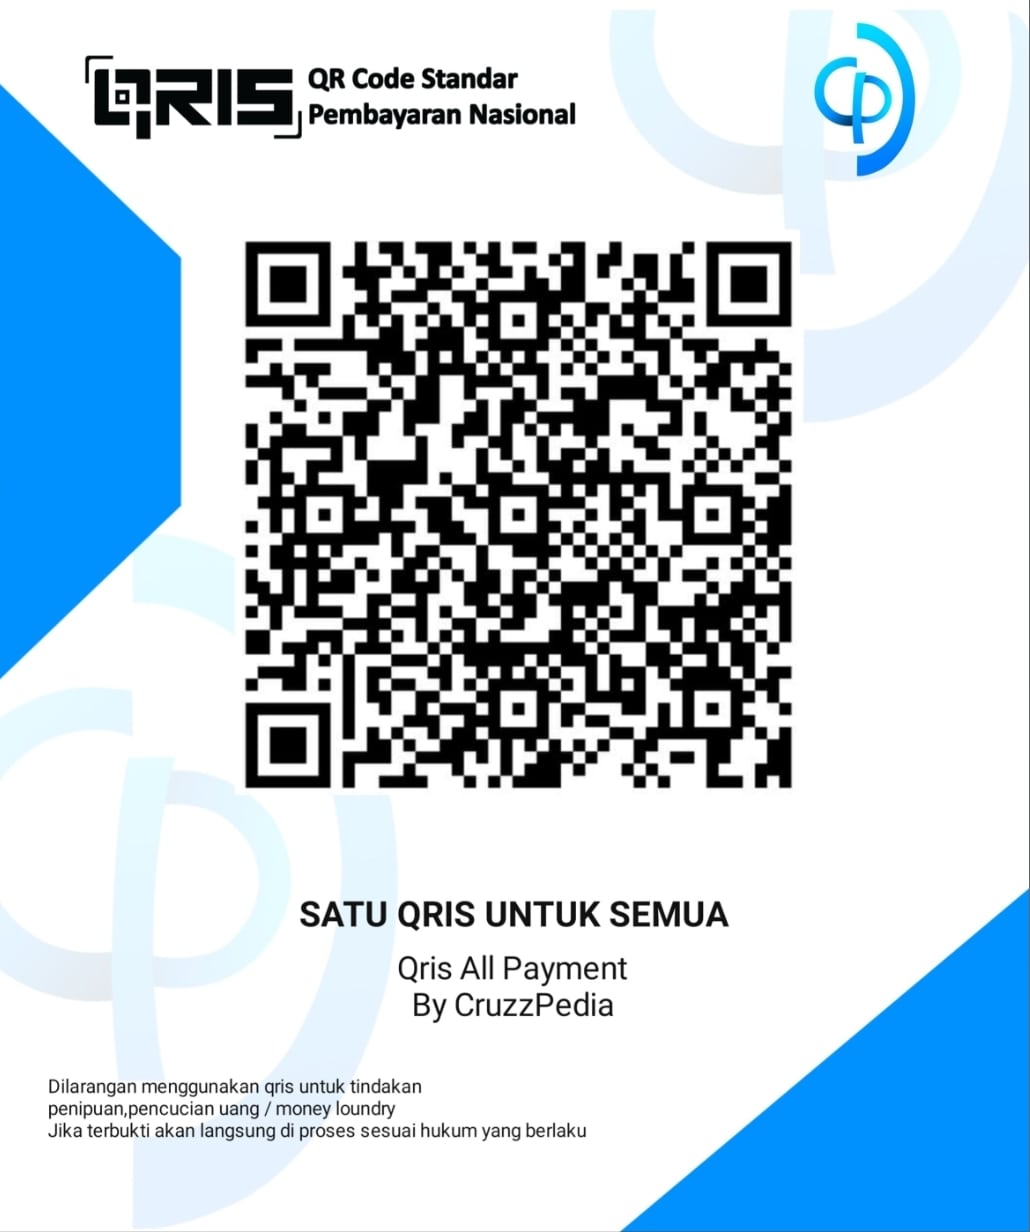 QRIS
QR Code Standar
Pembayaran Nasional
SATU QRIS UNTUK SEMUA
Qris All Payment
By CruzzPedia
Dilarangan menggunakan qris untuk tindakan
penipuan,pencucian uang / money loundry
Jika terbukti akan langsung di proses sesuai hukum yang berlaku